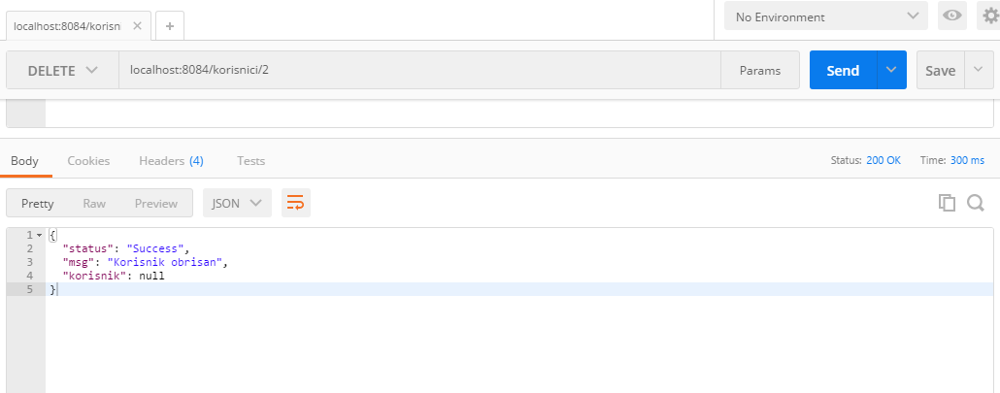 localhost:8084/korisn
No Environment
DELETE localhost:8084/korisnici/2 Params Send Save
Body Cookies Headers (4) Tests Status: 200 OK Time: 300 ms
Pretty Raw Preview JSON
1 {
2 "status": "Success",
3 "msg": "Korisnik obrisan",
4 "korisnik": null
5 }